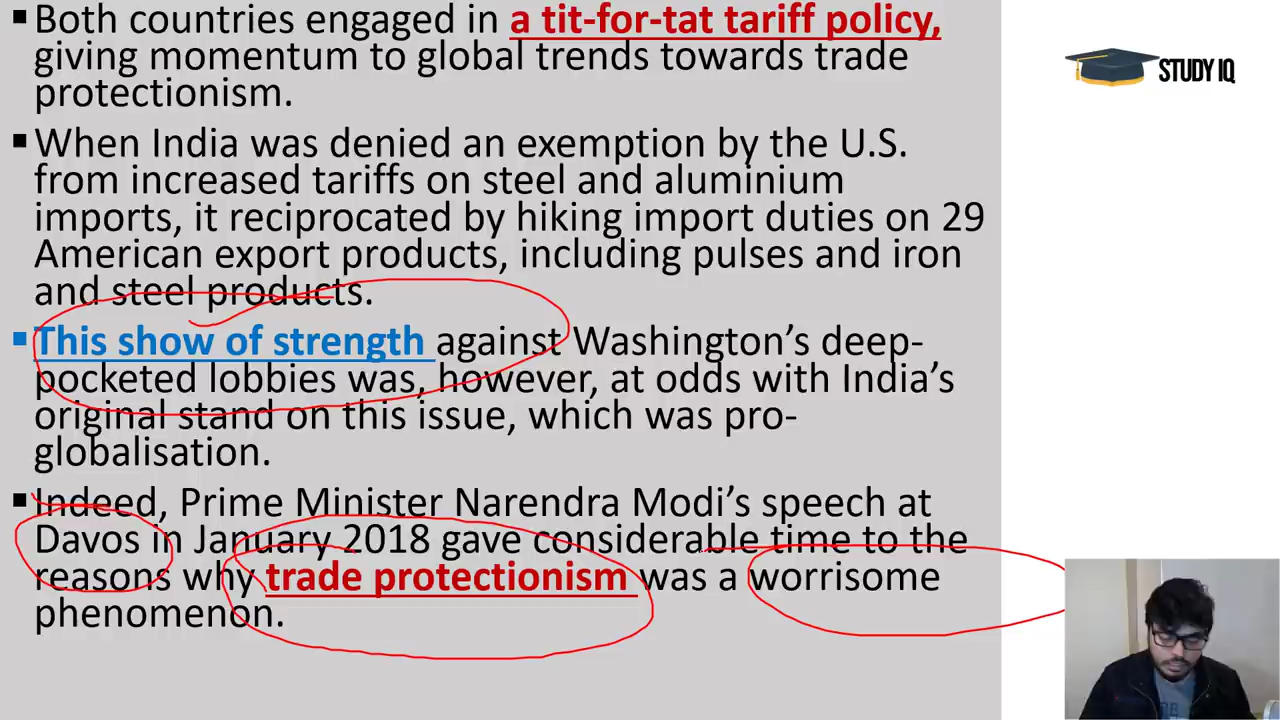 ▪Both countries engaged in a tit-for-tat tariff policy,
giving momentum to global trends towards trade
protectionism.
▪When India was denied an exemption by the U.S.
from increased tariffs on steel and aluminium
imports, it reciprocated by hiking import duties on 29
American export products, including pulses and iron
and steel products.
▪This show of strength against Washington's deep-
pocketed lobbies was, however, at odds with India's
original stand on this issue, which was pro-
globalisation.
▪Indeed, Prime Minister Narendra Modi's speech at
Davos in January 2018 gave considerable time to the
reasons why trade protectionism was a worrisome
phenomenon.
STUDY IQ